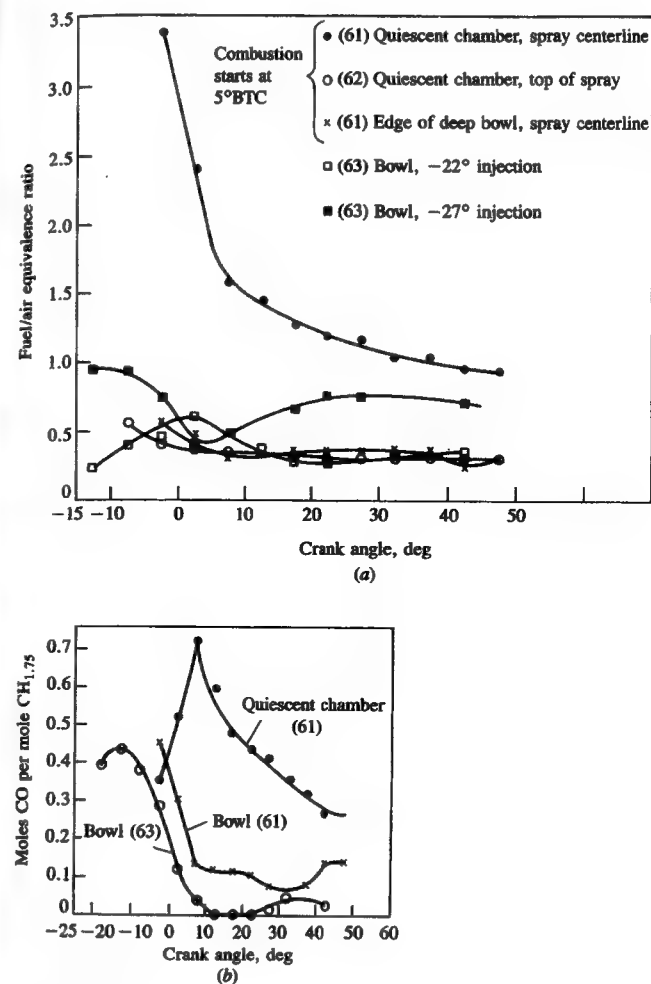 3.5
3.0
2.5
2.0
1.5
1.0
0.5
0
Fuel/air equivalence ratio
Combustion
starts at
5°BTC
(61) Quiescent chamber, spray centerline
(62) Quiescent chamber, top of spray
(61) Edge of deep bowl, spray centerline
(63) Bowl, −22° injection
(63) Bowl, −27° injection
−15 −10 0 10 20 30 40 50
Crank angle, deg
(a)
0.7
0.6
0.5
0.4
0.3
0.2
0.1
0
Moles CO per mole CH1.75
Quiescent chamber
(61)
Bowl (63)
Bowl (61)
−25 −20 −10 0 10 20 30 40 50 60
Crank angle, deg
(b)